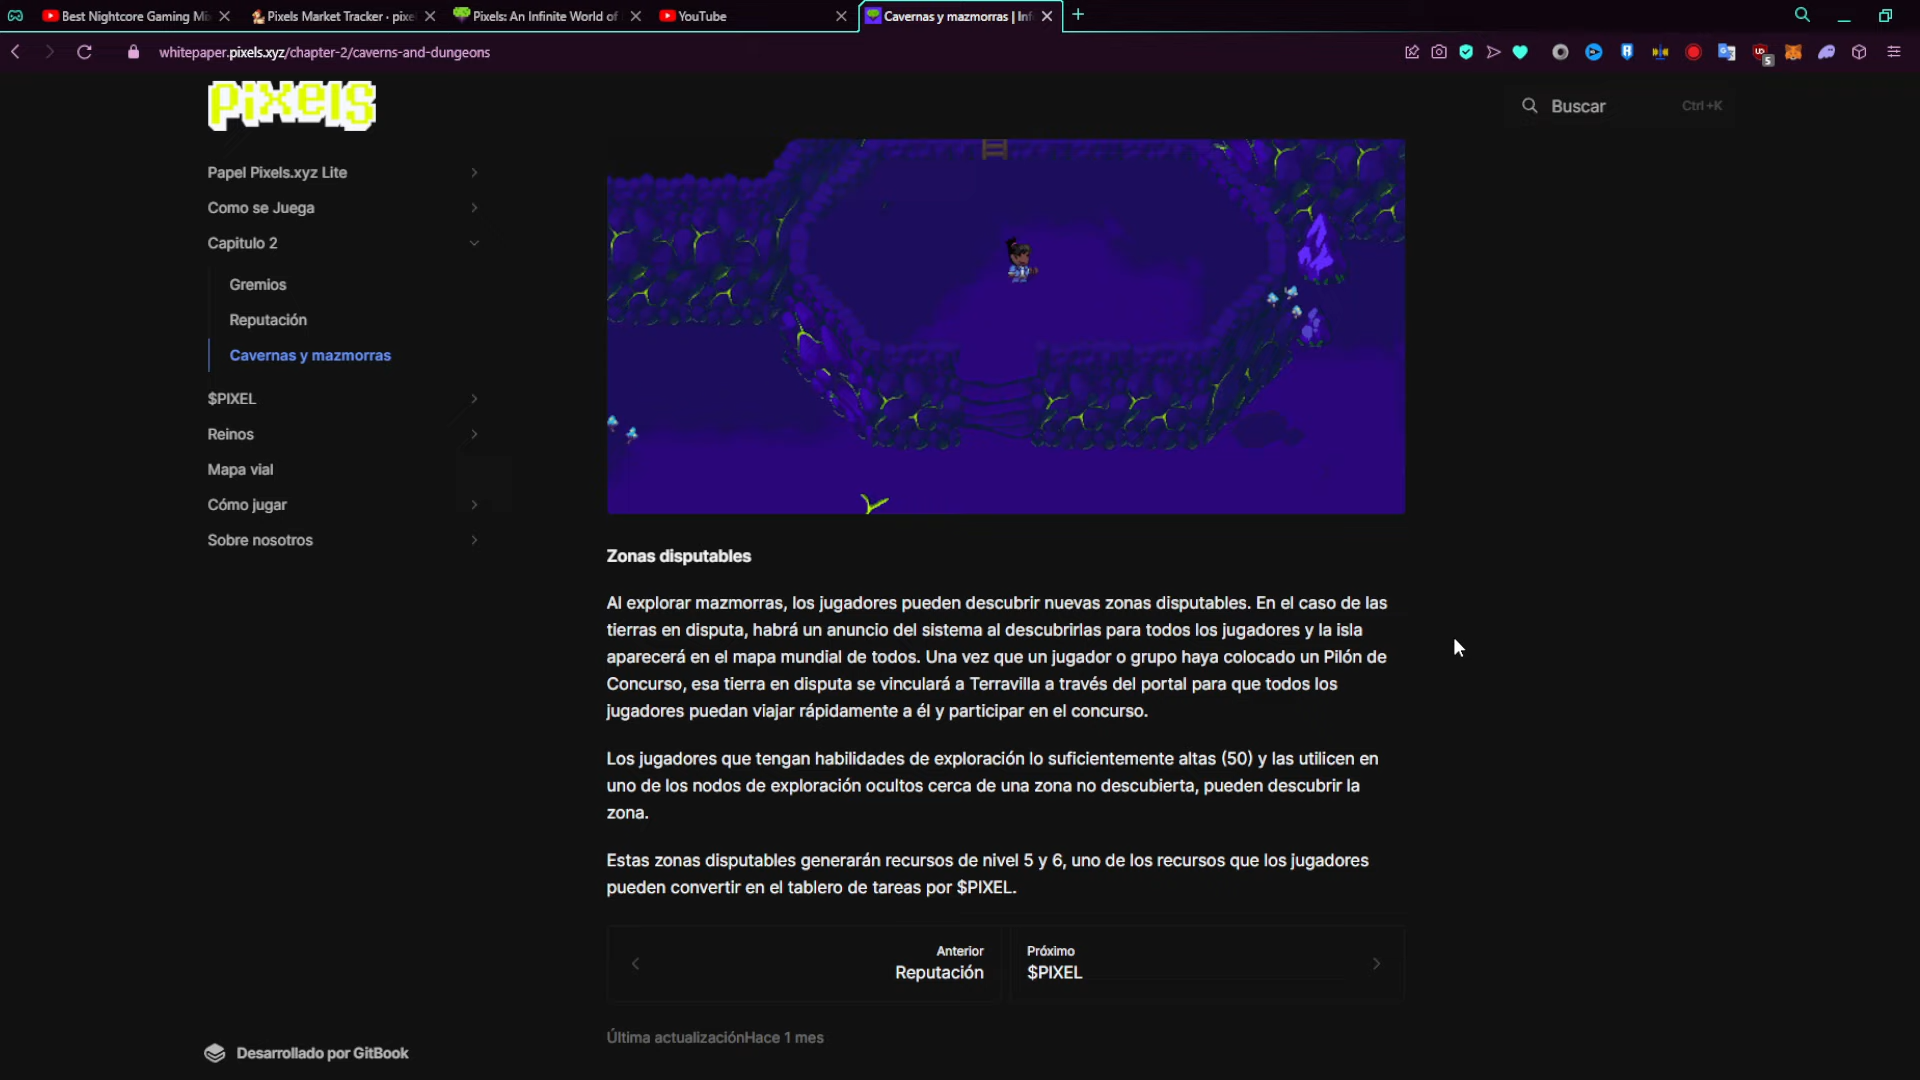 Best Nightcore Gaming Mi
Pixels Market Tracker · pixe
Pixels: An Infinite World of
YouTube
Cavernas y mazmorras | Inf
whitepaper.pixels.xyz/chapter-2/caverns-and-dungeons
pixels
Buscar
Ctrl+K
Papel Pixels.xyz Lite
Como se Juega
Capitulo 2
Gremios
Reputación
Cavernas y mazmorras
$PIXEL
Reinos
Mapa vial
Cómo jugar
Sobre nosotros
Zonas disputables
Al explorar mazmorras, los jugadores pueden descubrir nuevas zonas disputables. En el caso de las
tierras en disputa, habrá un anuncio del sistema al descubrirlas para todos los jugadores y la isla
aparecerá en el mapa mundial de todos. Una vez que un jugador o grupo haya colocado un Pilón de
Concurso, esa tierra en disputa se vinculará a Terravilla a través del portal para que todos los
jugadores puedan viajar rápidamente a él y participar en el concurso.
Los jugadores que tengan habilidades de exploración lo suficientemente altas (50) y las utilicen en
uno de los nodos de exploración ocultos cerca de una zona no descubierta, pueden descubrir la
zona.
Estas zonas disputables generarán recursos de nivel 5 y 6, uno de los recursos que los jugadores
pueden convertir en el tablero de tareas por $PIXEL.
Anterior
Reputación
Próximo
$PIXEL
Última actualizaciónHace 1 mes
Desarrollado por GitBook